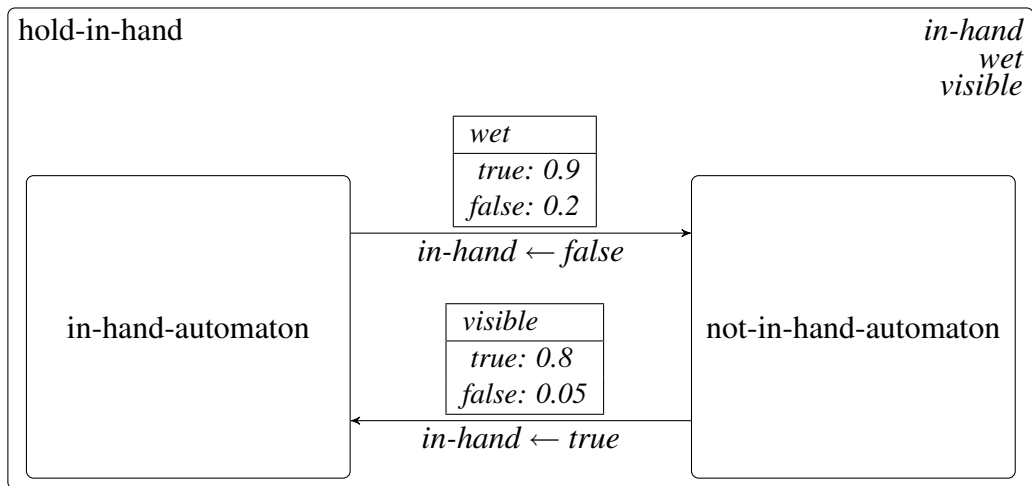 hold-in-hand
in-hand
wet
visible
wet
true: 0.9
false: 0.2
in-hand ← false
in-hand-automaton
not-in-hand-automaton
visible
true: 0.8
false: 0.05
in-hand ← true